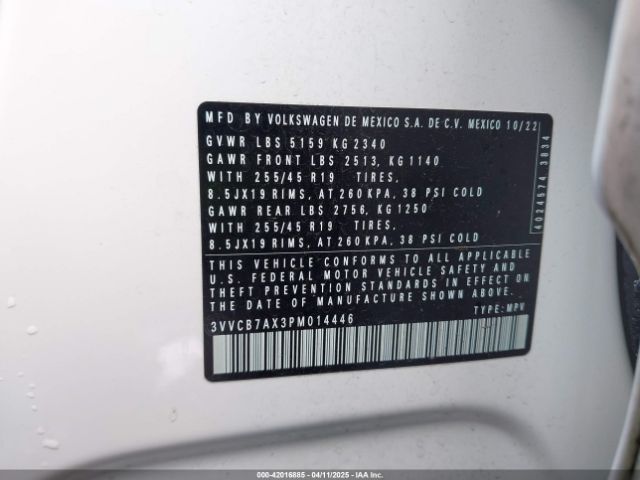 MFD BY VOLKSWAGEN DE MEXICO S.A. DE C.V. MEXICO 10/22
GVWR LBS 5159 KG 2340
GAWR FRONT LBS 2513, KG 1140
WITH 255/45 R19 TIRES,
8.5JX19 RIMS, AT 260 KPA, 38 PSI COLD
GAWR REAR LBS 2756, KG 1250
WITH 255/45 R19 TIRES,
8.5JX19 RIMS, AT 260 KPA, 38 PSI COLD
4024574 3834
THIS VEHICLE CONFORMS TO ALL APPLICABLE
U.S. FEDERAL MOTOR VEHICLE SAFETY AND
THEFT PREVENTION STANDARDS IN EFFECT ON
THE DATE OF MANUFACTURE SHOWN ABOVE.
3VVCB7AX3PM014446 TYPE: MPV
000-42016885 - 04/11/2025 - IAAI.COM